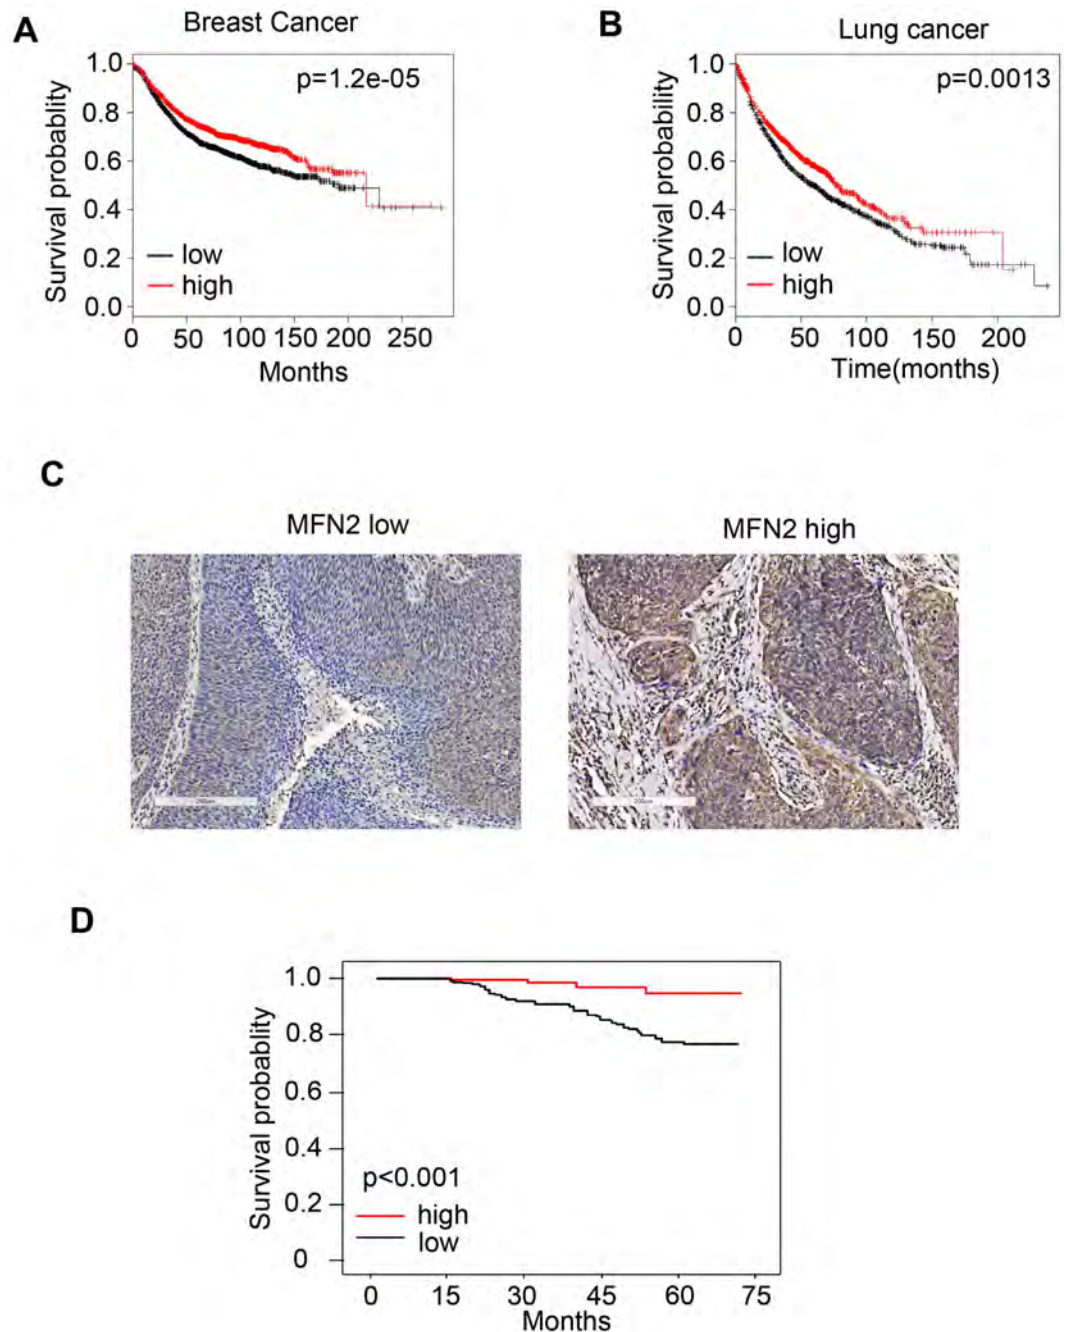 A
Breast Cancer
p=1.2e-05
Survival probability
1.0
0.8
0.6
0.4
0.2
0.0
low
high
0 50 100 150 200 250
Months
B
Lung cancer
p=0.0013
Survival probability
1.0
0.8
0.6
0.4
0.2
0.0
low
high
0 50 100 150 200
Time(months)
C
MFN2 low
MFN2 high
200um
200um
D
Survival probablity
1.0
0.8
0.6
0.4
0.2
0
p<0.001
high
low
0 15 30 45 60 75
Months